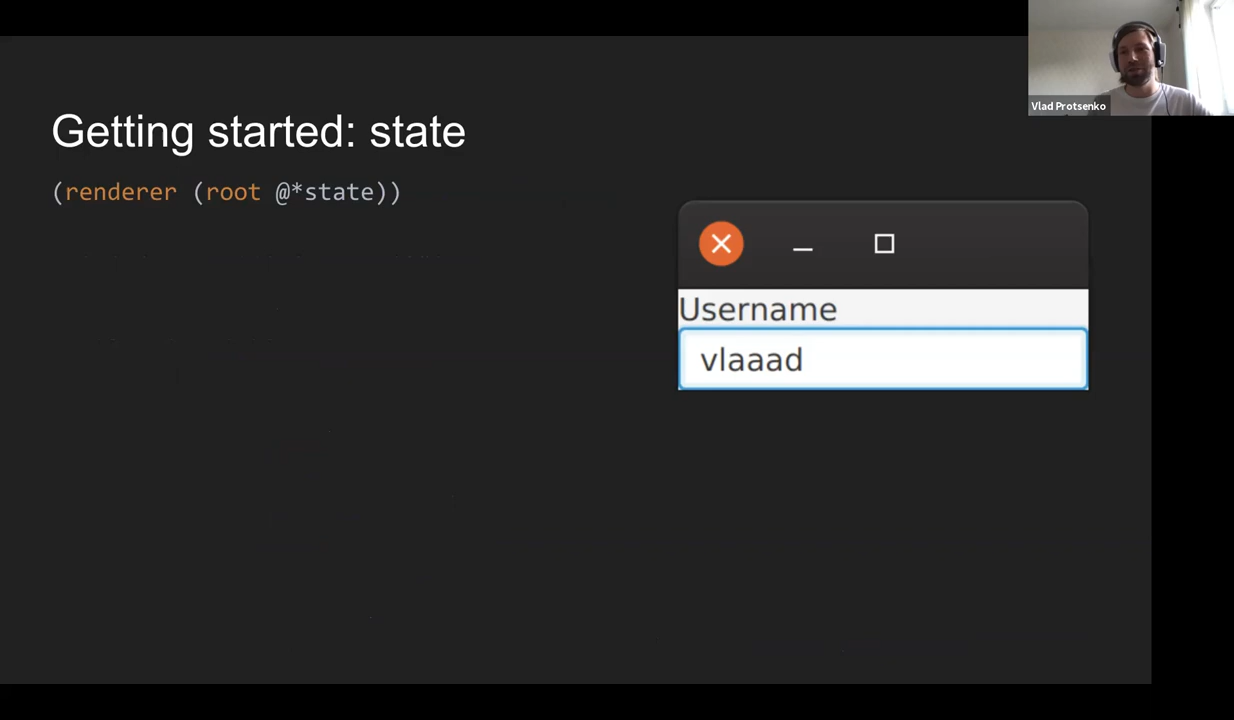 Vlad Protsenko
Getting started: state
(renderer (root @*state))
Username
vlaaad